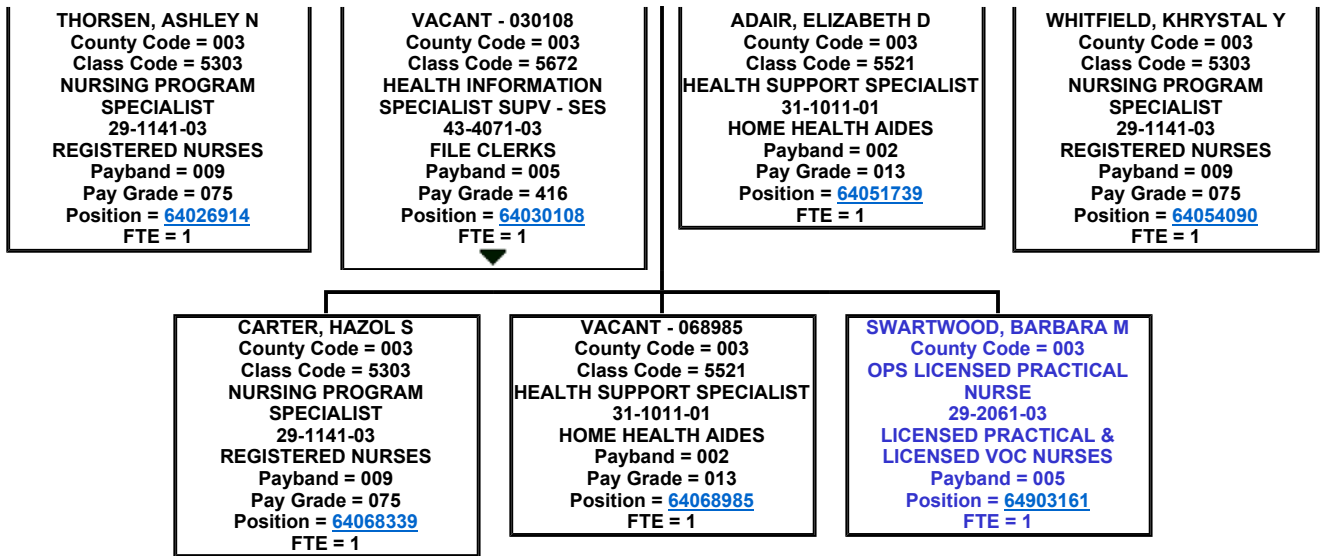 THORSEN, ASHLEY N
County Code = 003
Class Code = 5303
NURSING PROGRAM
SPECIALIST
29-1141-03
REGISTERED NURSES
Payband = 009
Pay Grade = 075
Position = 64026914
FTE = 1
VACANT - 030108
County Code = 003
Class Code = 5672
HEALTH INFORMATION
SPECIALIST SUPV - SES
43-4071-03
FILE CLERKS
Payband = 005
Pay Grade = 416
Position = 64030108
FTE = 1
ADAIR, ELIZABETH D
County Code = 003
Class Code = 5521
HEALTH SUPPORT SPECIALIST
31-1011-01
HOME HEALTH AIDES
Payband = 002
Pay Grade = 013
Position = 64051739
FTE = 1
WHITFIELD, KHRYSTAL Y
County Code = 003
Class Code = 5303
NURSING PROGRAM
SPECIALIST
29-1141-03
REGISTERED NURSES
Payband = 009
Pay Grade = 075
Position = 64054090
FTE = 1
CARTER, HAZOL S
County Code = 003
Class Code = 5303
NURSING PROGRAM
SPECIALIST
29-1141-03
REGISTERED NURSES
Payband = 009
Pay Grade = 075
Position = 64068339
FTE = 1
VACANT - 068985
County Code = 003
Class Code = 5521
HEALTH SUPPORT SPECIALIST
31-1011-01
HOME HEALTH AIDES
Payband = 002
Pay Grade = 013
Position = 64068985
FTE = 1
SWARTWOOD, BARBARA M
County Code = 003
OPS LICENSED PRACTICAL
NURSE
29-2061-03
LICENSED PRACTICAL &
LICENSED VOC NURSES
Payband = 005
Position = 64903161
FTE = 1